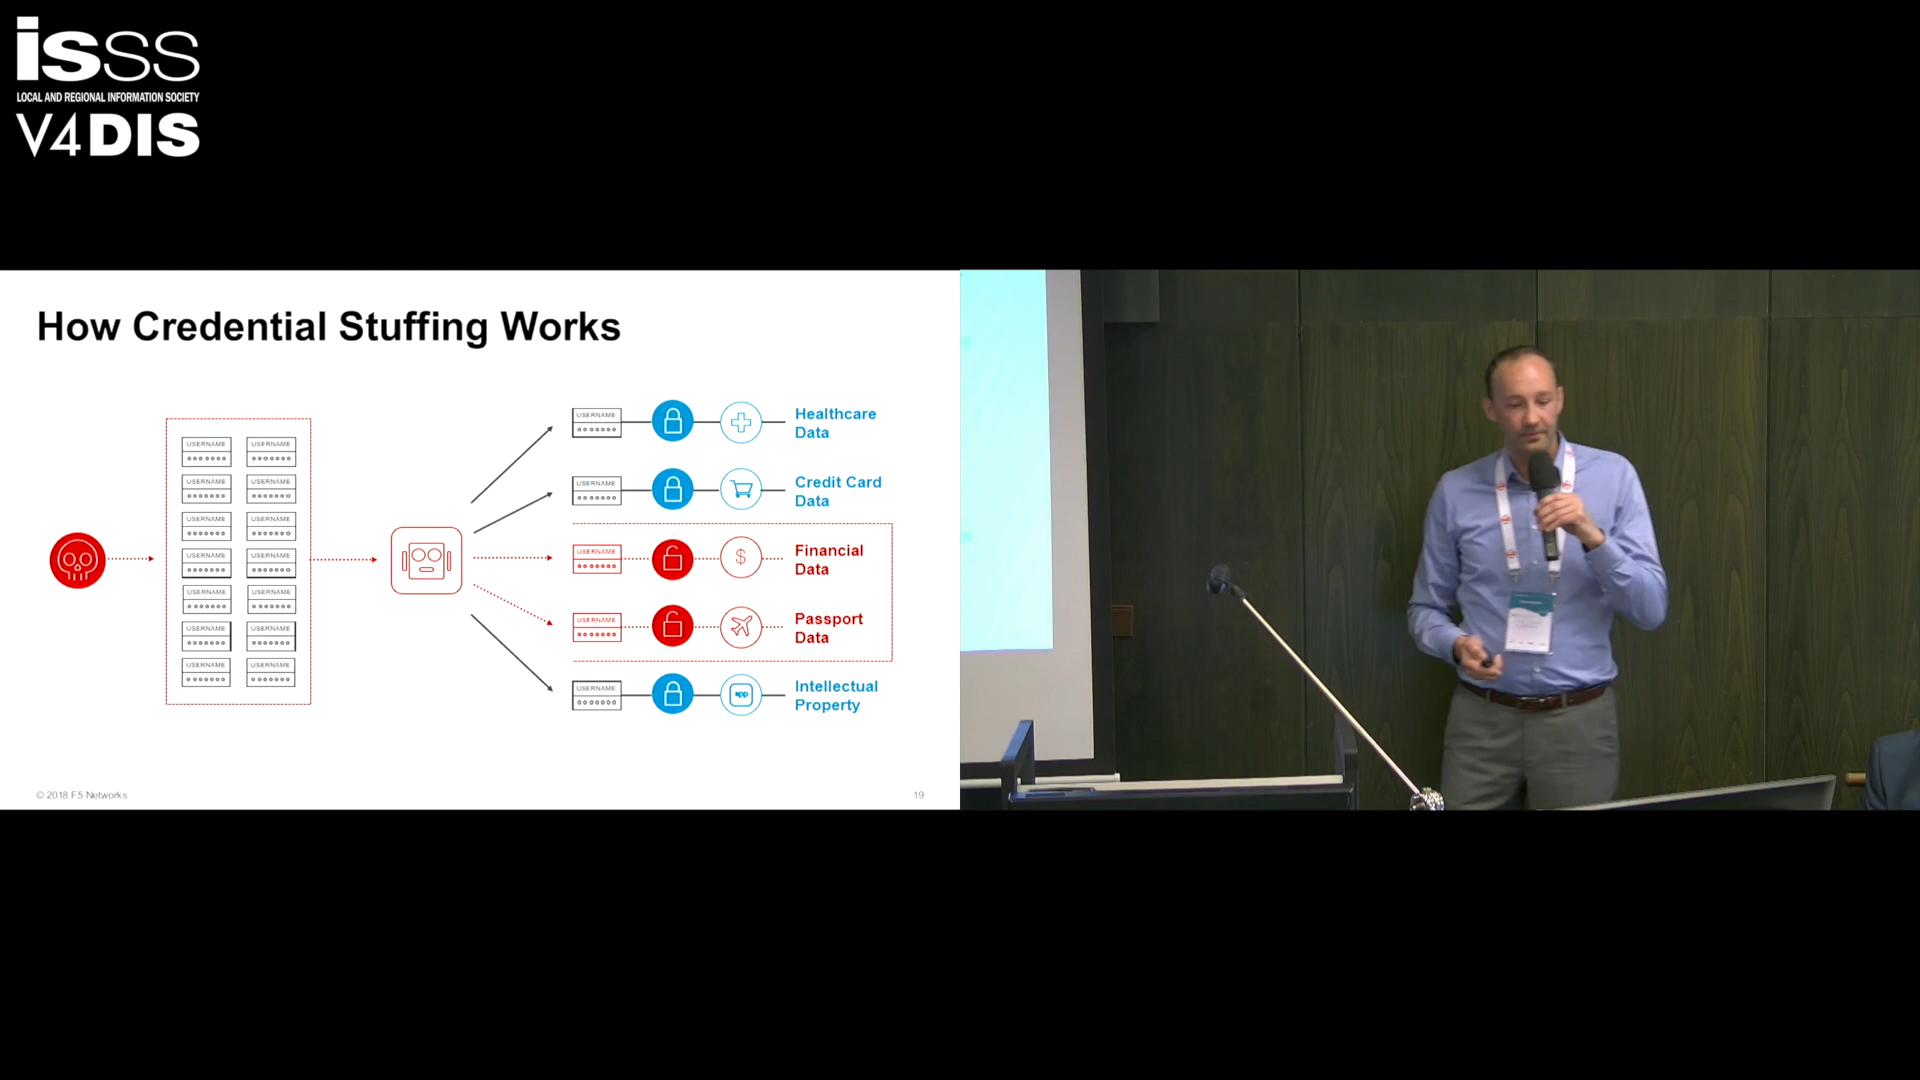 isss
LOCAL AND REGIONAL INFORMATION SOCIETY
V4DIS
How Credential Stuffing Works
USERNAME USERNAME
USERNAME USERNAME
USERNAME USERNAME
USERNAME USERNAME
USERNAME USERNAME
USERNAME USERNAME
USERNAME USERNAME
USERNAME
Healthcare
Data
USERNAME
Credit Card
Data
USERNAME
$
Financial
Data
USERNAME
Passport
Data
USERNAME
app
Intellectual
Property
© 2018 F5 Networks
19